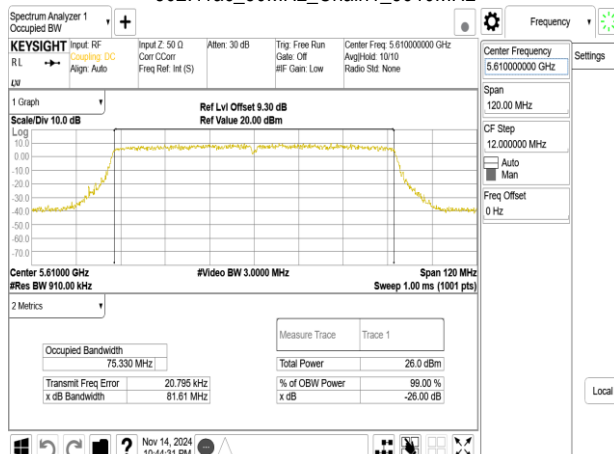 Spectrum Analyzer 1
Occupied BW
+
Frequency
KEYSIGHT
RL
Input: RF
Coupling: DC
Align: Auto
Input Z: 50 Ω
Corr CCorr
Freq Ref: Int (S)
Atten: 30 dB
Trig: Free Run
Gate: Off
#IF Gain: Low
Center Freq: 5.610000000 GHz
Avg|Hold: 10/10
Radio Std: None
Center Frequency
5.610000000 GHz
Settings
Span
120.00 MHz
CF Step
12.000000 MHz
Auto
Man
Freq Offset
0 Hz
Local
1 Graph
Scale/Div 10.0 dB
Ref Lvl Offset 9.30 dB
Ref Value 20.00 dBm
Log
10.0
0.00
-10.0
-20.0
-30.0
-40.0
-50.0
-60.0
-70.0
Center 5.61000 GHz
#Video BW 3.0000 MHz
Span 120 MHz
#Res BW 910.00 kHz
Sweep 1.00 ms (1001 pts)
2 Metrics
Occupied Bandwidth
75.330 MHz
Transmit Freq Error 20.795 kHz
x dB Bandwidth 81.61 MHz
Measure Trace Trace 1
Total Power 26.0 dBm
% of OBW Power 99.00 %
x dB -26.00 dB
?
Nov 14, 2024